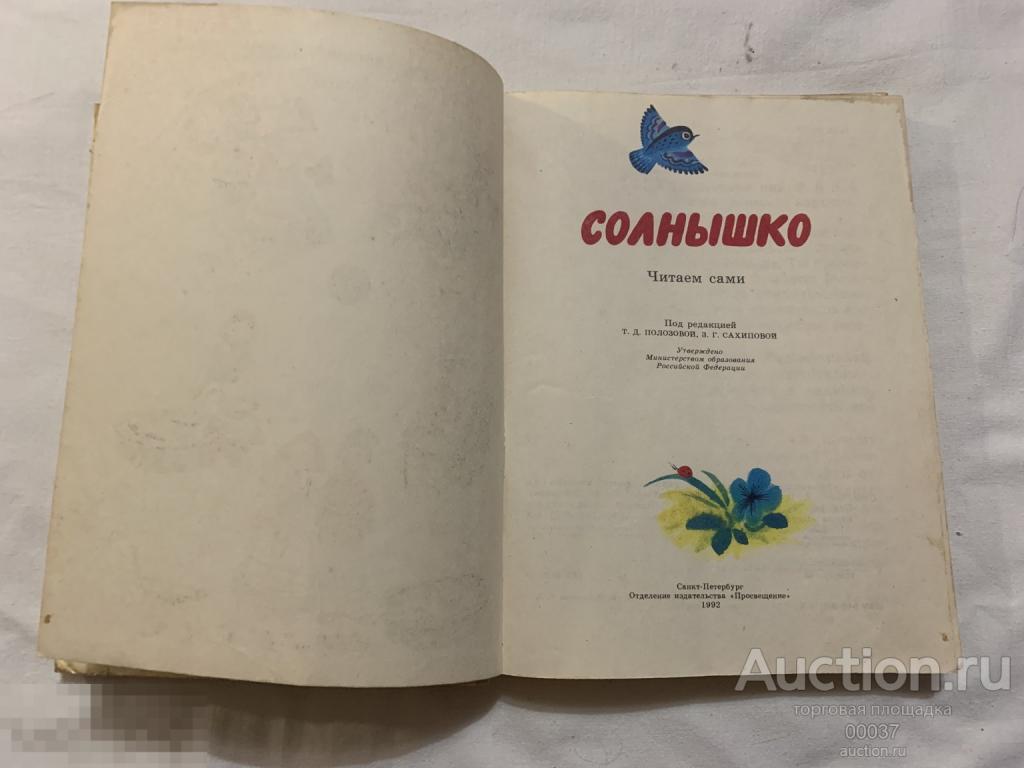 СОЛНЫШКО
Читаем сами
Под редакцией
Т. Д. ПОЛОЗОВОЙ, З. Г. САХИПОВОЙ
Утверждено
Министерством образования
Российской Федерации
Санкт-Петербург
Отделение издательства «Просвещение»
1992
Auction.ru
торговая площадка
00037
auction.ru